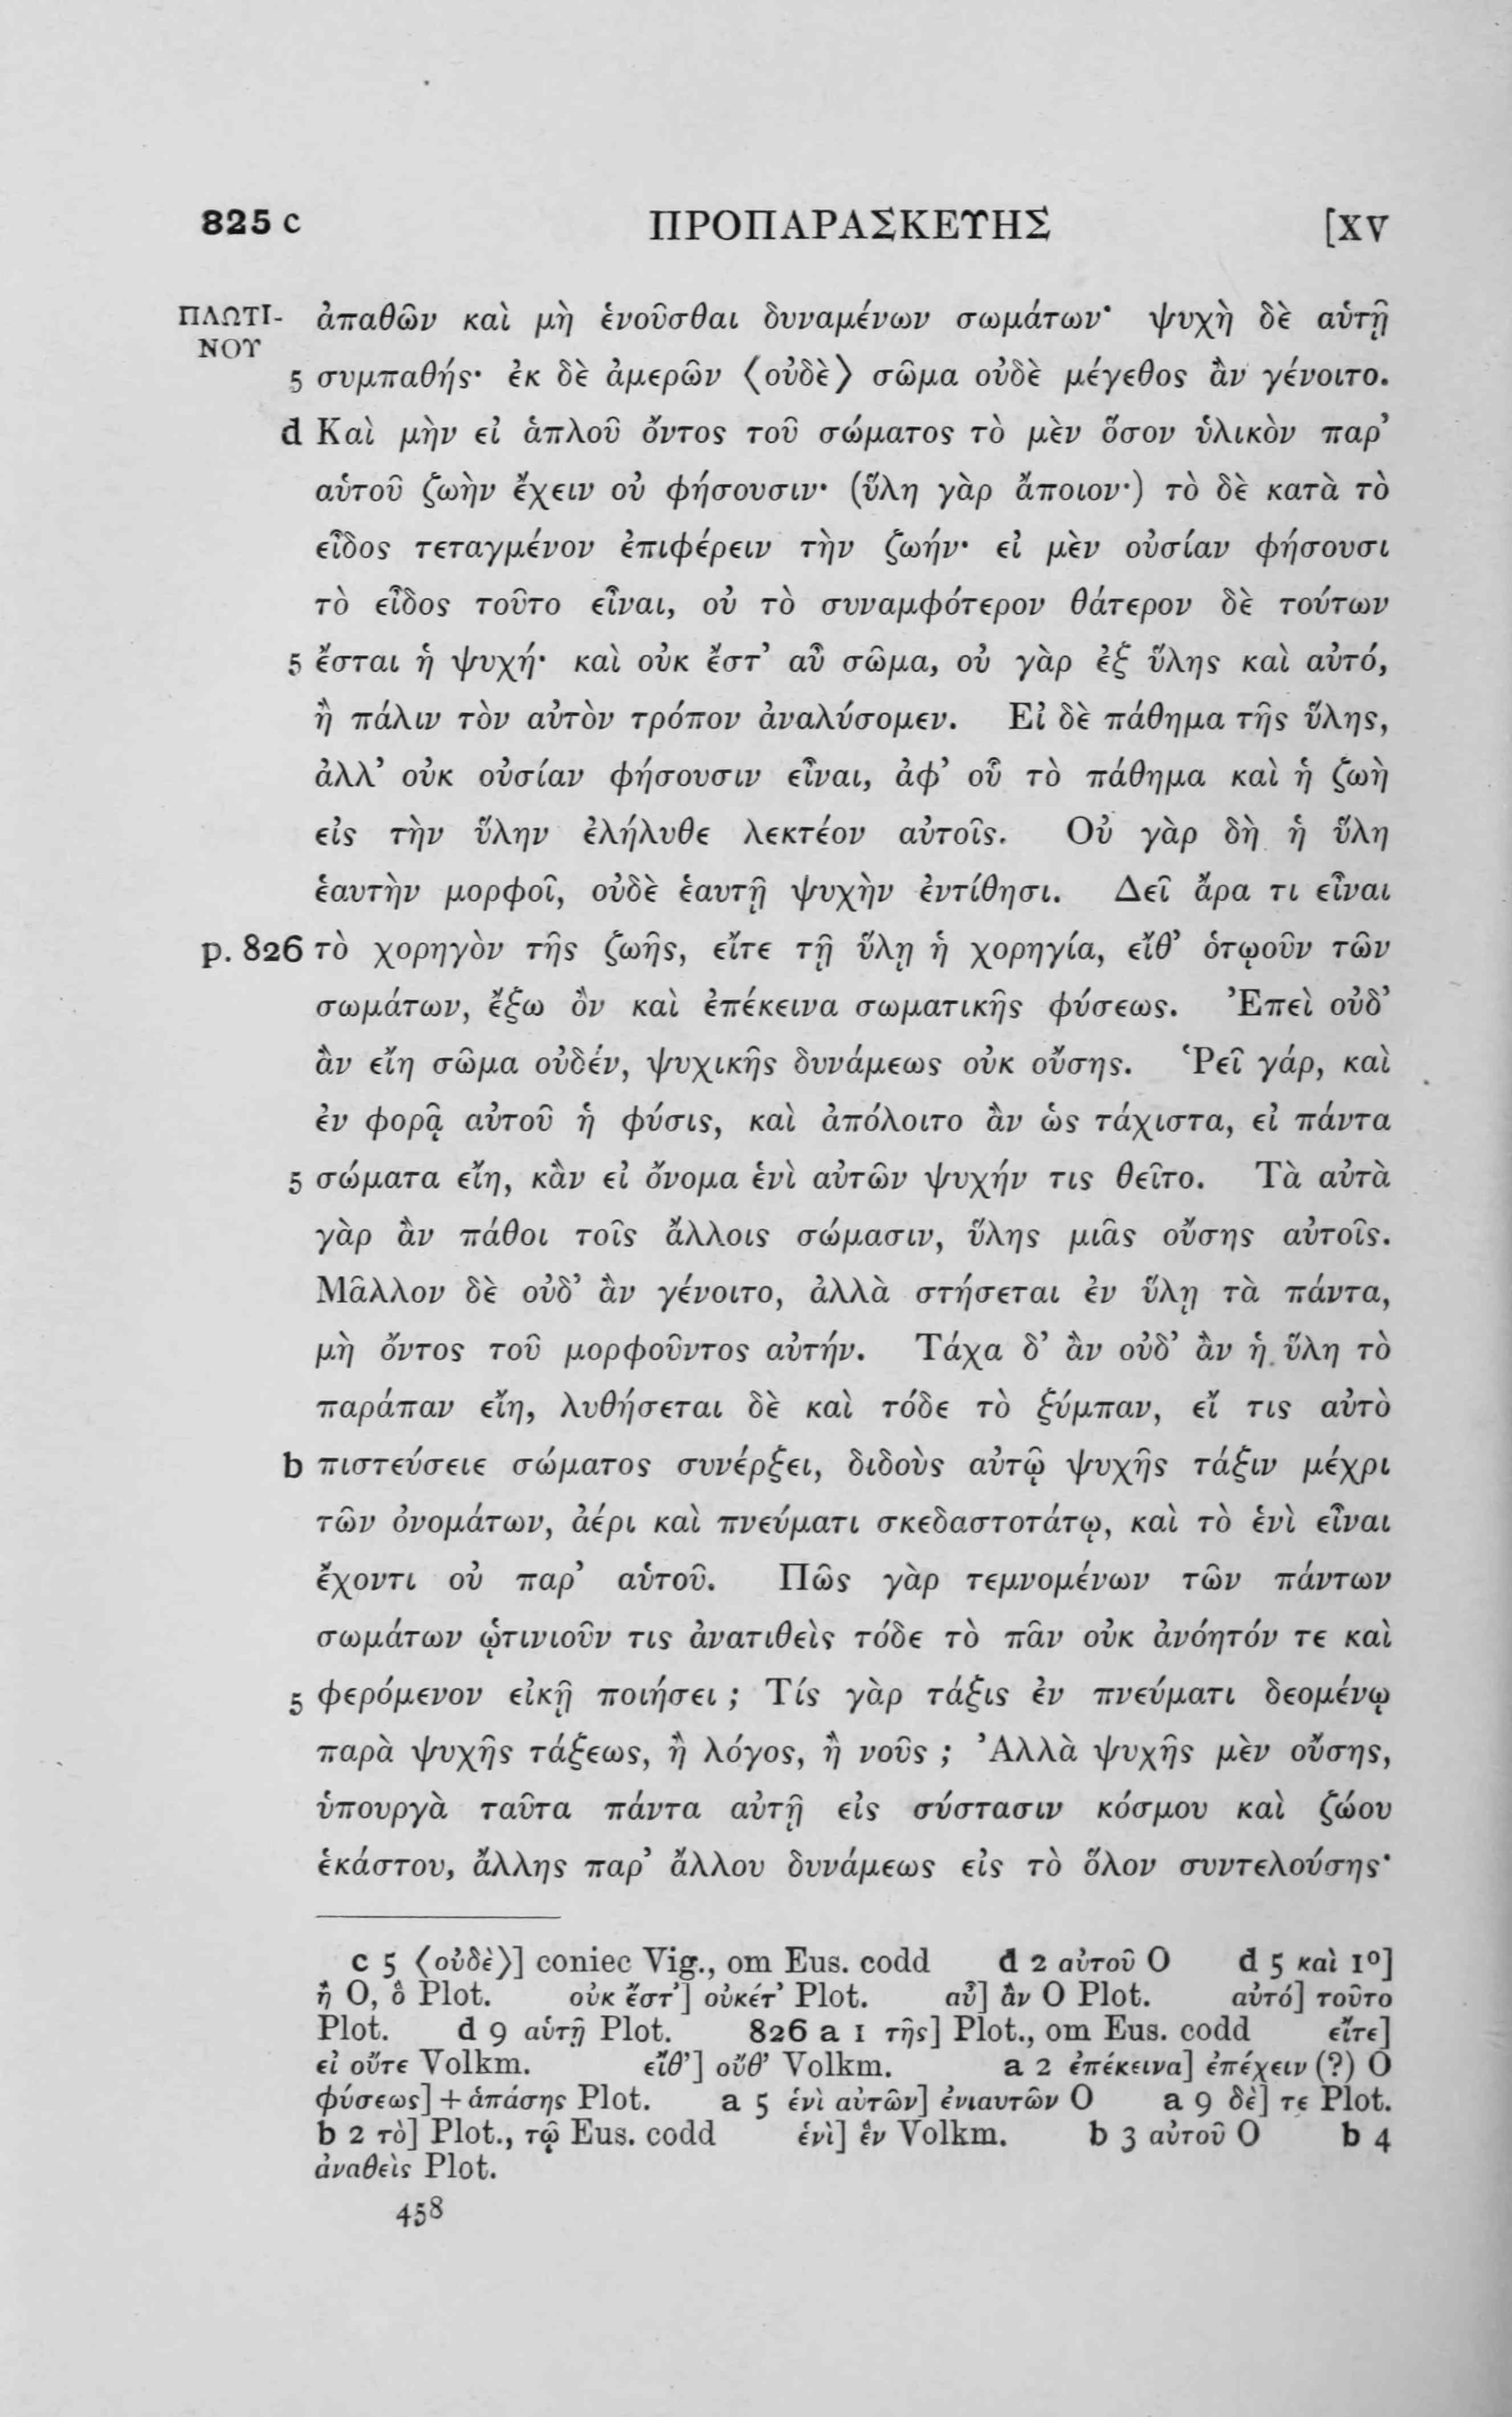 825 c ΠΡΟΠΑΡΑΣΚΕΥΗΣ [XV
ΠΛΩΤΙ- ἀπαθῶν καὶ μὴ ἑνοῦσθαι δυναμένων σωμάτων· ψυχὴ δὲ αὑτῇ
ΝΟΥ
5 συμπαθής· ἐκ δὲ ἀμερῶν ⟨οὐδὲ⟩ σῶμα οὐδὲ μέγεθος ἂν γένοιτο.
d Καὶ μὴν εἰ ἁπλοῦ ὄντος τοῦ σώματος τὸ μὲν ὅσον ὑλικὸν παρ’
αὑτοῦ ζωὴν ἔχειν οὐ φήσουσιν· (ὕλη γὰρ ἄποιον·) τὸ δὲ κατὰ τὸ
εἶδος τεταγμένον ἐπιφέρειν τὴν ζωήν· εἰ μὲν οὐσίαν φήσουσι
τὸ εἶδος τοῦτο εἶναι, οὐ τὸ συναμφότερον θάτερον δὲ τούτων
5 ἔσται ἡ ψυχή· καὶ οὐκ ἔστ’ αὖ σῶμα, οὐ γὰρ ἐξ ὕλης καὶ αὐτό,
ἢ πάλιν τὸν αὐτὸν τρόπον ἀναλύσομεν. Εἰ δὲ πάθημα τῆς ὕλης,
ἀλλ’ οὐκ οὐσίαν φήσουσιν εἶναι, ἀφ’ οὗ τὸ πάθημα καὶ ἡ ζωὴ
εἰς τὴν ὕλην ἐλήλυθε λεκτέον αὐτοῖς. Οὐ γὰρ δὴ ἡ ὕλη
ἑαυτὴν μορφοῖ, οὐδὲ ἑαυτῇ ψυχὴν ἐντίθησι. Δεῖ ἄρα τι εἶναι
p. 826 τὸ χορηγὸν τῆς ζωῆς, εἴτε τῇ ὕλῃ ἡ χορηγία, εἴθ’ ὁτῳοῦν τῶν
σωμάτων, ἔξω ὂν καὶ ἐπέκεινα σωματικῆς φύσεως. Ἐπεὶ οὐδ’
ἂν εἴη σῶμα οὐδέν, ψυχικῆς δυνάμεως οὐκ οὔσης. Ῥεῖ γάρ, καὶ
ἐν φορᾷ αὐτοῦ ἡ φύσις, καὶ ἀπόλοιτο ἂν ὡς τάχιστα, εἰ πάντα
5 σώματα εἴη, κἂν εἰ ὄνομα ἑνὶ αὐτῶν ψυχήν τις θεῖτο. Τὰ αὐτὰ
γὰρ ἂν πάθοι τοῖς ἄλλοις σώμασιν, ὕλης μιᾶς οὔσης αὐτοῖς.
Μᾶλλον δὲ οὐδ’ ἂν γένοιτο, ἀλλὰ στήσεται ἐν ὕλῃ τὰ πάντα,
μὴ ὄντος τοῦ μορφοῦντος αὐτήν. Τάχα δ’ ἂν οὐδ’ ἂν ἡ ὕλη τὸ
παράπαν εἴη, λυθήσεται δὲ καὶ τόδε τὸ ξύμπαν, εἴ τις αὐτὸ
b πιστεύσειε σώματος συνέρξει, διδοὺς αὐτῷ ψυχῆς τάξιν μέχρι
τῶν ὀνομάτων, ἀέρι καὶ πνεύματι σκεδαστοτάτῳ, καὶ τὸ ἑνὶ εἶναι
ἔχοντι οὐ παρ’ αὑτοῦ. Πῶς γὰρ τεμνομένων τῶν πάντων
σωμάτων ᾡτινιοῦν τις ἀνατιθεὶς τόδε τὸ πᾶν οὐκ ἀνόητόν τε καὶ
5 φερόμενον εἰκῇ ποιήσει ; Τίς γὰρ τάξις ἐν πνεύματι δεομένῳ
παρὰ ψυχῆς τάξεως, ἢ λόγος, ἢ νοῦς ; Ἀλλὰ ψυχῆς μὲν οὔσης,
ὑπουργὰ ταῦτα πάντα αὐτῇ εἰς σύστασιν κόσμου καὶ ζώου
ἑκάστου, ἄλλης παρ’ ἄλλου δυνάμεως εἰς τὸ ὅλον συντελούσης·
c 5 ⟨οὐδὲ⟩] coniec Vig., om Eus. codd d 2 αὐτοῦ O d 5 καὶ 1º]
ἢ O, ὃ Plot. οὐκ ἔστ’] οὐκέτ’ Plot. αὖ] ἂν O Plot. αὐτό] τοῦτο
Plot. d 9 αὑτῇ Plot. 826 a 1 τῆς] Plot., om Eus. codd εἴτε]
εἰ οὔτε Volkm. εἴθ’] οὔθ’ Volkm. a 2 ἐπέκεινα] ἐπέχειν (?) O
φύσεως] + ἁπάσης Plot. a 5 ἑνὶ αὐτῶν] ἐνιαυτῶν O a 9 δὲ] τε Plot.
b 2 τὸ] Plot., τῷ Eus. codd ἑνὶ] ἓν Volkm. b 3 αὐτοῦ O b 4
ἀναθεὶς Plot.
458